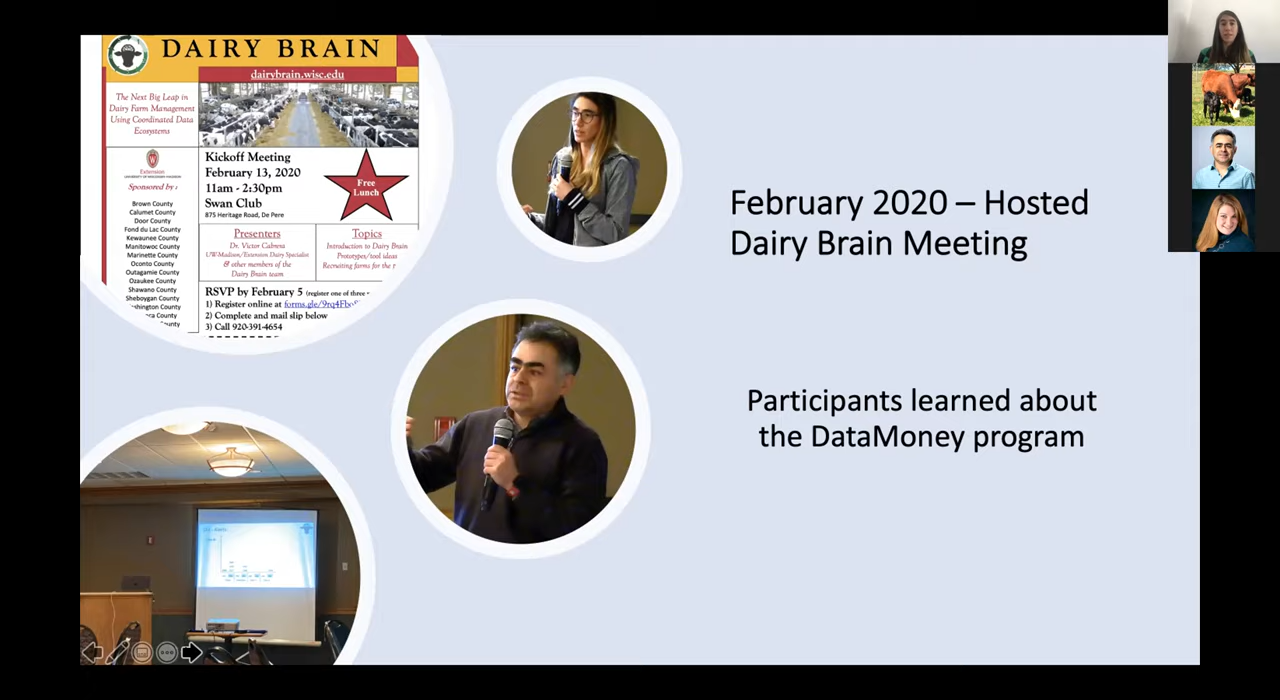 DAIRY BRAIN
dairybrain.wisc.edu
The Next Big Leap in
Dairy Farm Management
Using Coordinated Data
Ecosystems
Extension
UNIVERSITY OF WISCONSIN-MADISON
Sponsored by
Brown County
Calumet County
Door County
Fond du Lac County
Kewaunee County
Manitowoc County
Marinette County
Oconto County
Outagamie County
Ozaukee County
Shawano County
Sheboygan County
County
County
Kickoff Meeting
February 13, 2020
11am - 2:30pm
Swan Club
875 Heritage Road, De Pere
Free
Lunch
Presenters
Dr. Victor Cabrera
UW-Madison/Extension Dairy Specialist
& other members of the
Dairy Brain team
Topics
Introduction to Dairy Brain
Prototypes/tool ideas
Recruiting farms for the
RSVP by February 5 (register one of three
1) Register online at
2) Complete and mail slip below
3) Call 920-391-4654
February 2020 – Hosted
Dairy Brain Meeting
Participants learned about
the DataMoney program